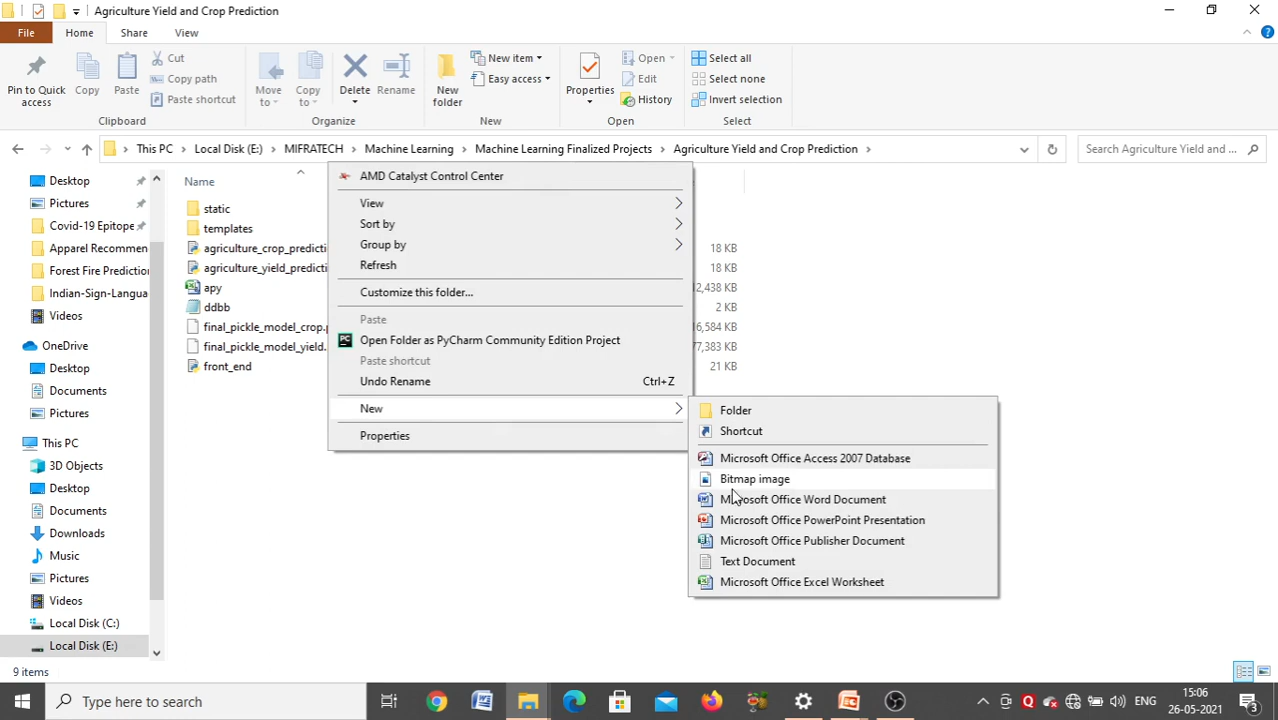 Agriculture Yield and Crop Prediction
File Home Share View
Pin to Quick access
Copy
Paste
Cut
Copy path
Paste shortcut
Clipboard
Move to
Copy to
Delete
Rename
Organize
New folder
New item
Easy access
New
Properties
Open
Edit
History
Open
Select all
Select none
Invert selection
Select
This PC Local Disk (E:) MIFRATECH Machine Learning Machine Learning Finalized Projects Agriculture Yield and Crop Prediction
Search Agriculture Yield and ...
Desktop
Pictures
Covid-19 Epitope
Apparel Recommen
Forest Fire Predictio
Indian-Sign-Langua
Videos
OneDrive
Desktop
Documents
Pictures
This PC
3D Objects
Desktop
Documents
Downloads
Music
Pictures
Videos
Local Disk (C:)
Local Disk (E:)
Name
static
templates
agriculture_crop_predicti
18 KB
agriculture_yield_predicti
18 KB
apy
2,438 KB
ddbb
2 KB
final_pickle_model_crop.
6,584 KB
final_pickle_model_yield.
77,383 KB
front_end
21 KB
AMD Catalyst Control Center
View
Sort by
Group by
Refresh
Customize this folder...
Paste
Open Folder as PyCharm Community Edition Project
Paste shortcut
Undo Rename Ctrl+Z
New
Properties
Folder
Shortcut
Microsoft Office Access 2007 Database
Bitmap image
Microsoft Office Word Document
Microsoft Office PowerPoint Presentation
Microsoft Office Publisher Document
Text Document
Microsoft Office Excel Worksheet
9 items
Type here to search
ENG
15:06
26-05-2021
3